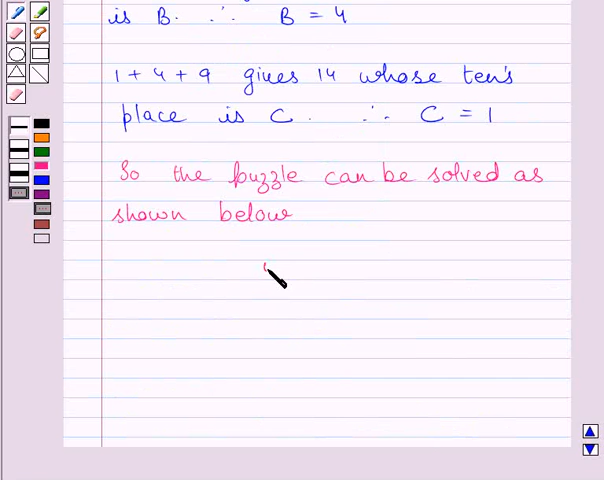 is B. ∴ B = 4
1 + 4 + 9 gives 14 whose ten's
place is C. ∴ C = 1
So the puzzle can be solved as
shown below